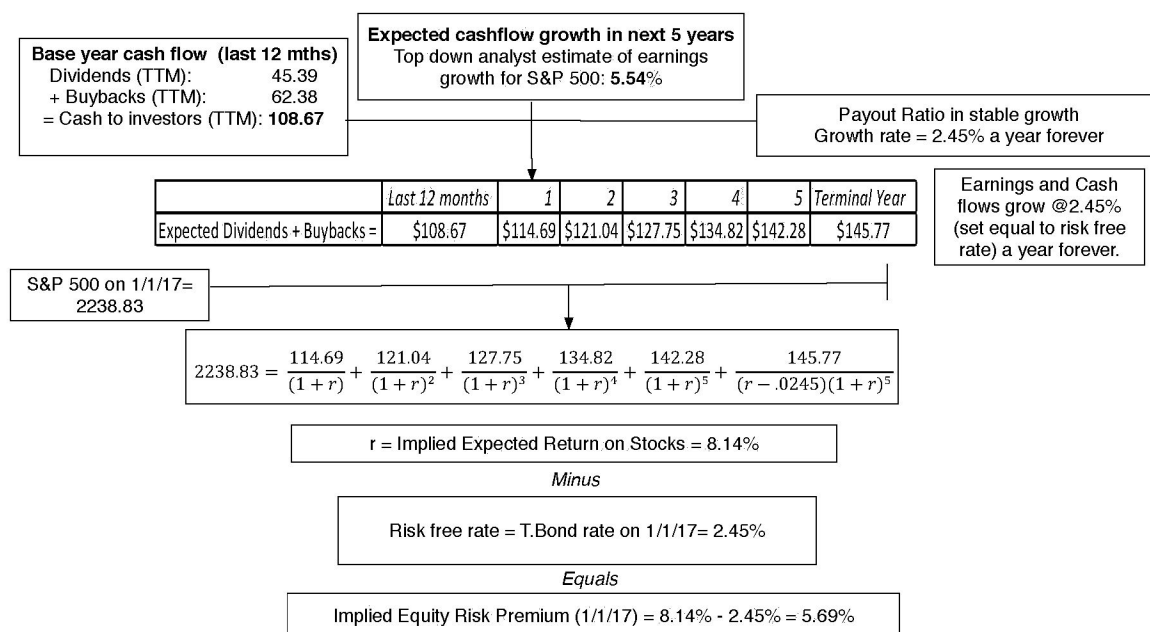 Base year cash flow (last 12 mths)
Dividends (TTM): 45.39
+ Buybacks (TTM): 62.38
= Cash to investors (TTM): 108.67
Expected cashflow growth in next 5 years
Top down analyst estimate of earnings
growth for S&P 500: 5.54%
Payout Ratio in stable growth
Growth rate = 2.45% a year forever
Last 12 months 1 2 3 4 5 Terminal Year
Expected Dividends + Buybacks = $108.67 $114.69 $121.04 $127.75 $134.82 $142.28 $145.77
Earnings and Cash
flows grow @2.45%
(set equal to risk free
rate) a year forever.
S&P 500 on 1/1/17=
2238.83
2238.83 = 114.69/(1 + r) + 121.04/(1 + r)² + 127.75/(1 + r)³ + 134.82/(1 + r)⁴ + 142.28/(1 + r)⁵ + 145.77/(r − .0245)(1 + r)⁵
r = Implied Expected Return on Stocks = 8.14%
Minus
Risk free rate = T.Bond rate on 1/1/17= 2.45%
Equals
Implied Equity Risk Premium (1/1/17) = 8.14% - 2.45% = 5.69%